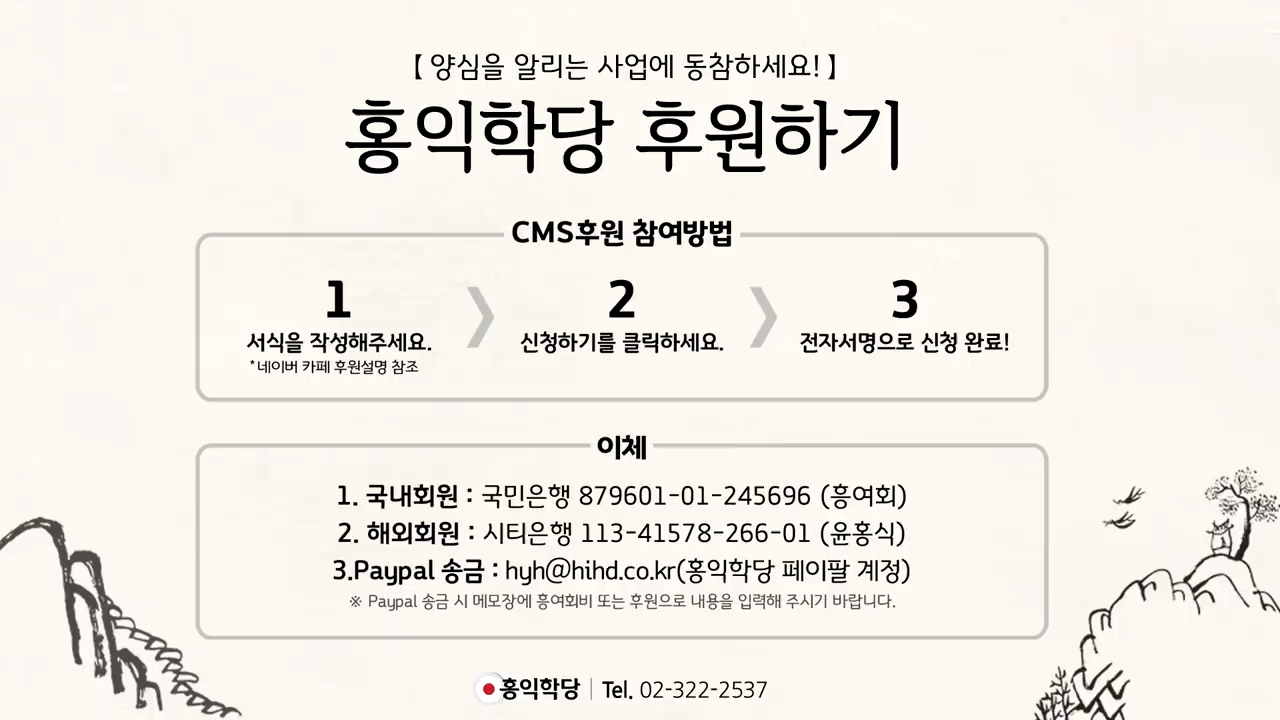 【 양심을 알리는 사업에 동참하세요! 】
홍익학당 후원하기
CMS후원 참여방법
1
서식을 작성해주세요.
*네이버 카페 후원설명 참조
2
신청하기를 클릭하세요.
3
전자서명으로 신청 완료!
이체
1. 국내회원 : 국민은행 879601-01-245696 (흥여회)
2. 해외회원 : 시티은행 113-41578-266-01 (윤홍식)
3.Paypal 송금 : hyh@hihd.co.kr(홍익학당 페이팔 계정)
※ Paypal 송금 시 메모장에 흥여회비 또는 후원으로 내용을 입력해 주시기 바랍니다.
홍익학당 | Tel. 02-322-2537